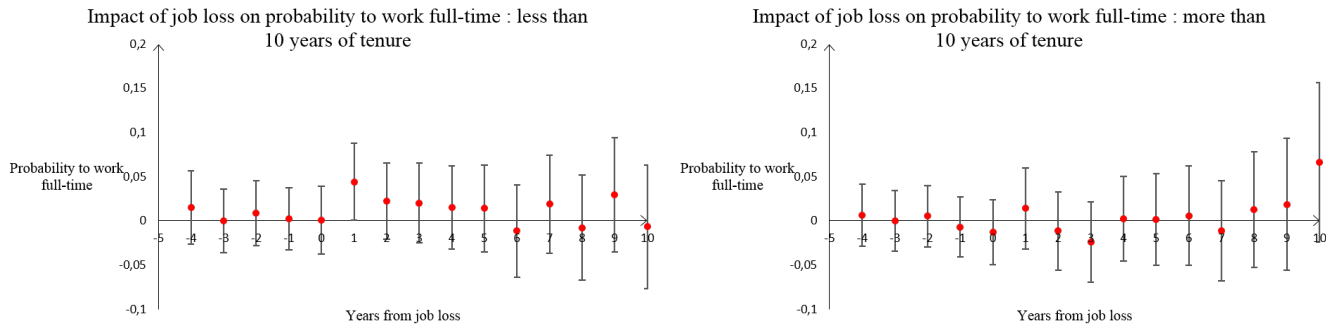 Impact of job loss on probability to work full-time : less than
10 years of tenure
0,2
0,15
0,1
0,05
0
-0,05
-0,1
-5 -4 -3 -2 -1 0 1 2 3 4 5 6 7 8 9 10
Probability to work
full-time
Years from job loss
Impact of job loss on probability to work full-time : more than
10 years of tenure
0,2
0,15
0,1
0,05
0
-0,05
-0,1
-5 -4 -3 -2 -1 0 1 2 3 4 5 6 7 8 9 10
Probability to work
full-time
Years from job loss